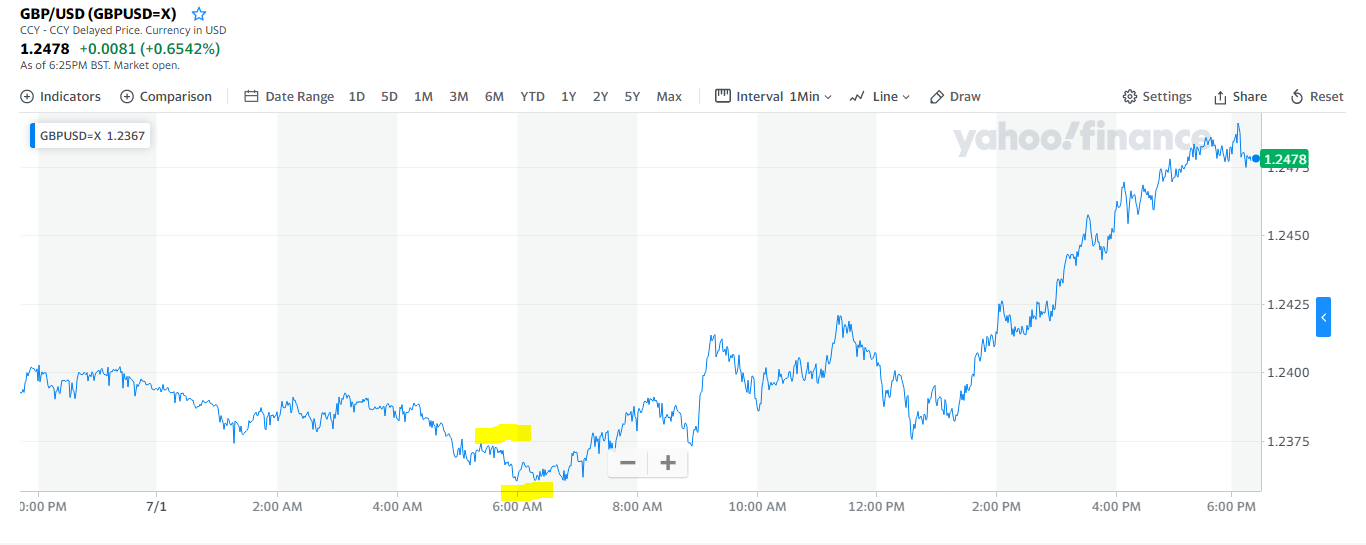 GBP/USD (GBPUSD=X)
CCY - CCY Delayed Price. Currency in USD
1.2478 +0.0081 (+0.6542%)
As of 6:25PM BST. Market open.
Indicators Comparison Date Range 1D 5D 1M 3M 6M YTD 1Y 2Y 5Y Max Interval 1Min Line Draw Settings Share Reset
GBPUSD=X 1.2367
yahoo!finance
1.2478
1.2475
1.2450
1.2425
1.2400
1.2375
0:00 PM 7/1 2:00 AM 4:00 AM 6:00 AM 8:00 AM 10:00 AM 12:00 PM 2:00 PM 4:00 PM 6:00 PM